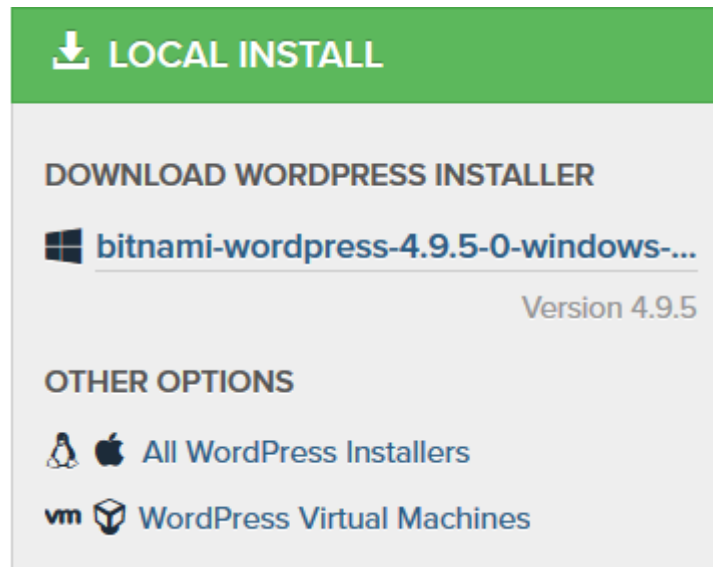 LOCAL INSTALL
DOWNLOAD WORDPRESS INSTALLER
bitnami-wordpress-4.9.5-0-windows-...
Version 4.9.5
OTHER OPTIONS
All WordPress Installers
vm WordPress Virtual Machines